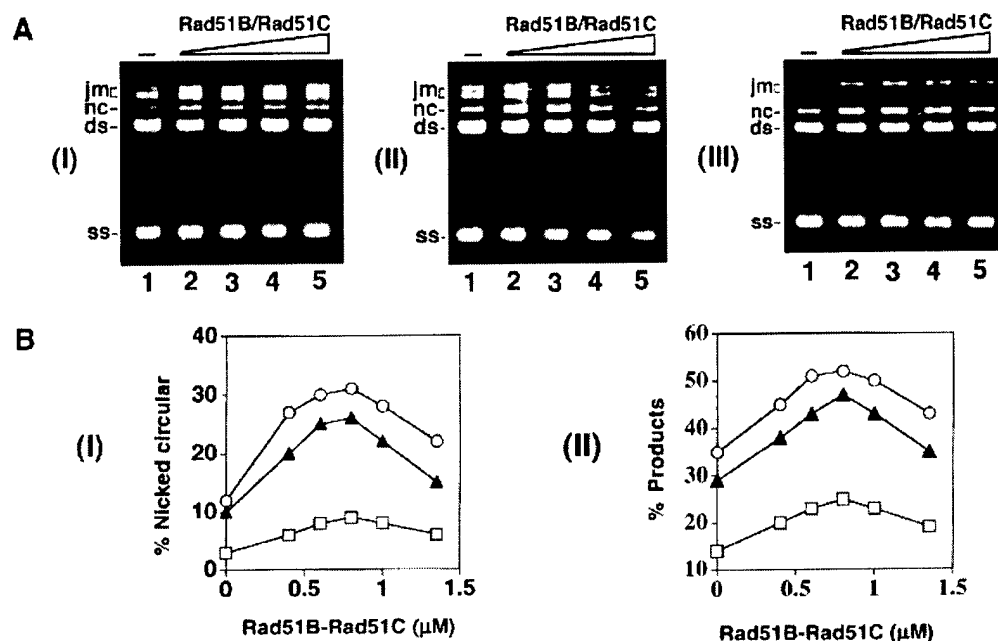 A
Rad51B/Rad51C
Rad51B/Rad51C
Rad51B/Rad51C
(I)
jm
nc-
ds-
ss-
1 2 3 4 5
(II)
jm
nc-
ds-
ss-
1 2 3 4 5
(III)
jm
nc-
ds-
ss-
1 2 3 4 5
B
(I)
% Nicked circular
40
30
20
10
0
0 0.5 1 1.5
Rad51B-Rad51C (μM)
(II)
% Products
60
50
40
30
20
10
0 0.5 1 1.5
Rad51B-Rad51C (μM)